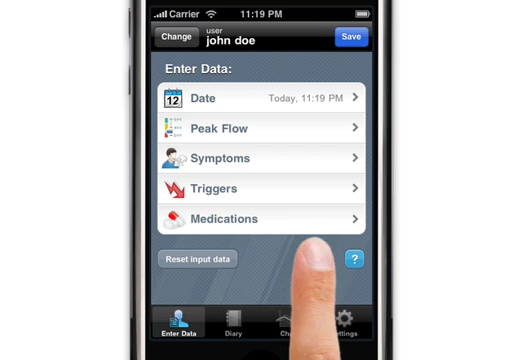 Carrier 11:19 PM
Change
user
john doe
Save
Enter Data:
12
Date Today, 11:19 PM
Peak Flow
Symptoms
Triggers
Medications
Reset input data ?
Enter Data Diary